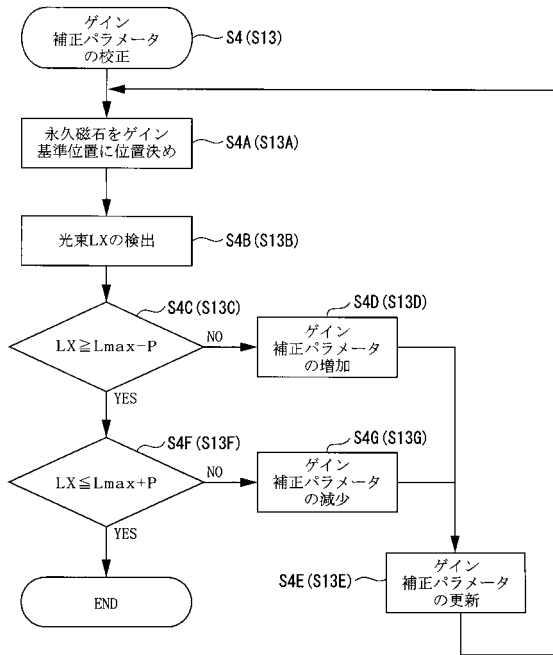 ゲイン
補正パラメータ
の校正
S4(S13)
永久磁石をゲイン
基準位置に位置決め
S4A(S13A)
光束LXの検出
S4B(S13B)
S4C(S13C)
LX≧Lmax−P
NO
YES
S4D(S13D)
ゲイン
補正パラメータ
の増加
S4F(S13F)
LX≦Lmax+P
NO
YES
S4G(S13G)
ゲイン
補正パラメータ
の減少
S4E(S13E)
ゲイン
補正パラメータ
の更新
END